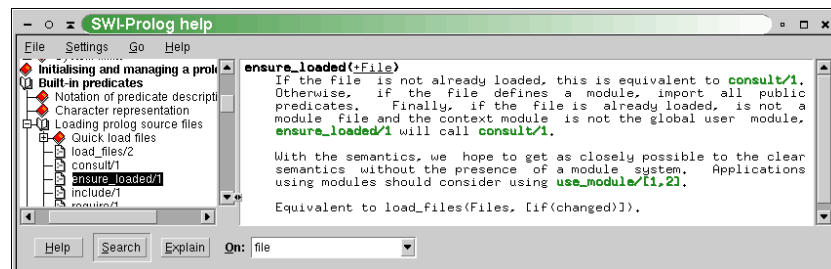 SWI-Prolog help
File Settings Go Help
Initialising and managing a prol
Built-in predicates
Notation of predicate descripti
Character representation
Loading prolog source files
Quick load files
load_files/2
consult/1
ensure_loaded/1
include/1
require/1
ensure_loaded(+File)
If the file is not already loaded, this is equivalent to consult/1.
Otherwise, if the file defines a module, import all public
predicates. Finally, if the file is already loaded, is not a
module file and the context module is not the global user module,
ensure_loaded/1 will call consult/1.
With the semantics, we hope to get as closely possible to the clear
semantics without the presence of a module system. Applications
using modules should consider using use_module/[1,2].
Equivalent to load_files(Files, [if(changed)]).
Help Search Explain On: file